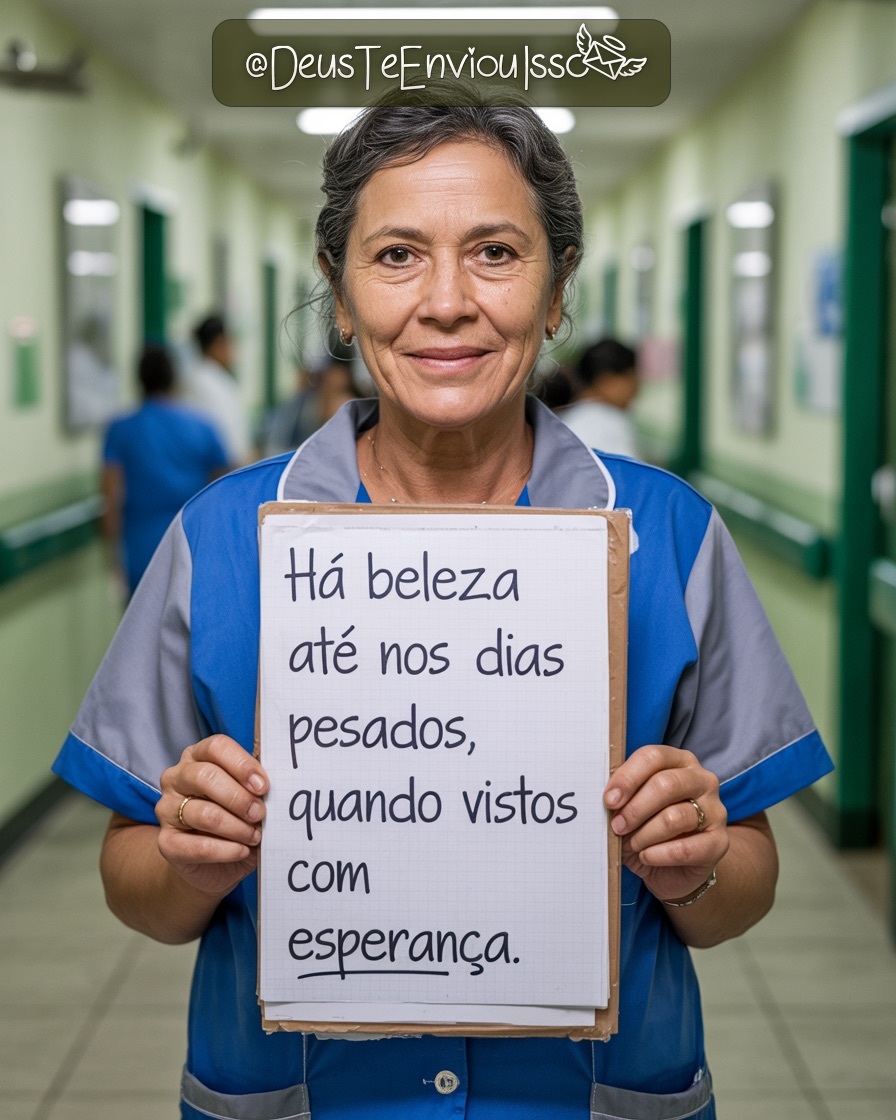 @DeusTeEnviouIsso
Há beleza
até nos dias
pesados,
quando vistos
com
esperança.